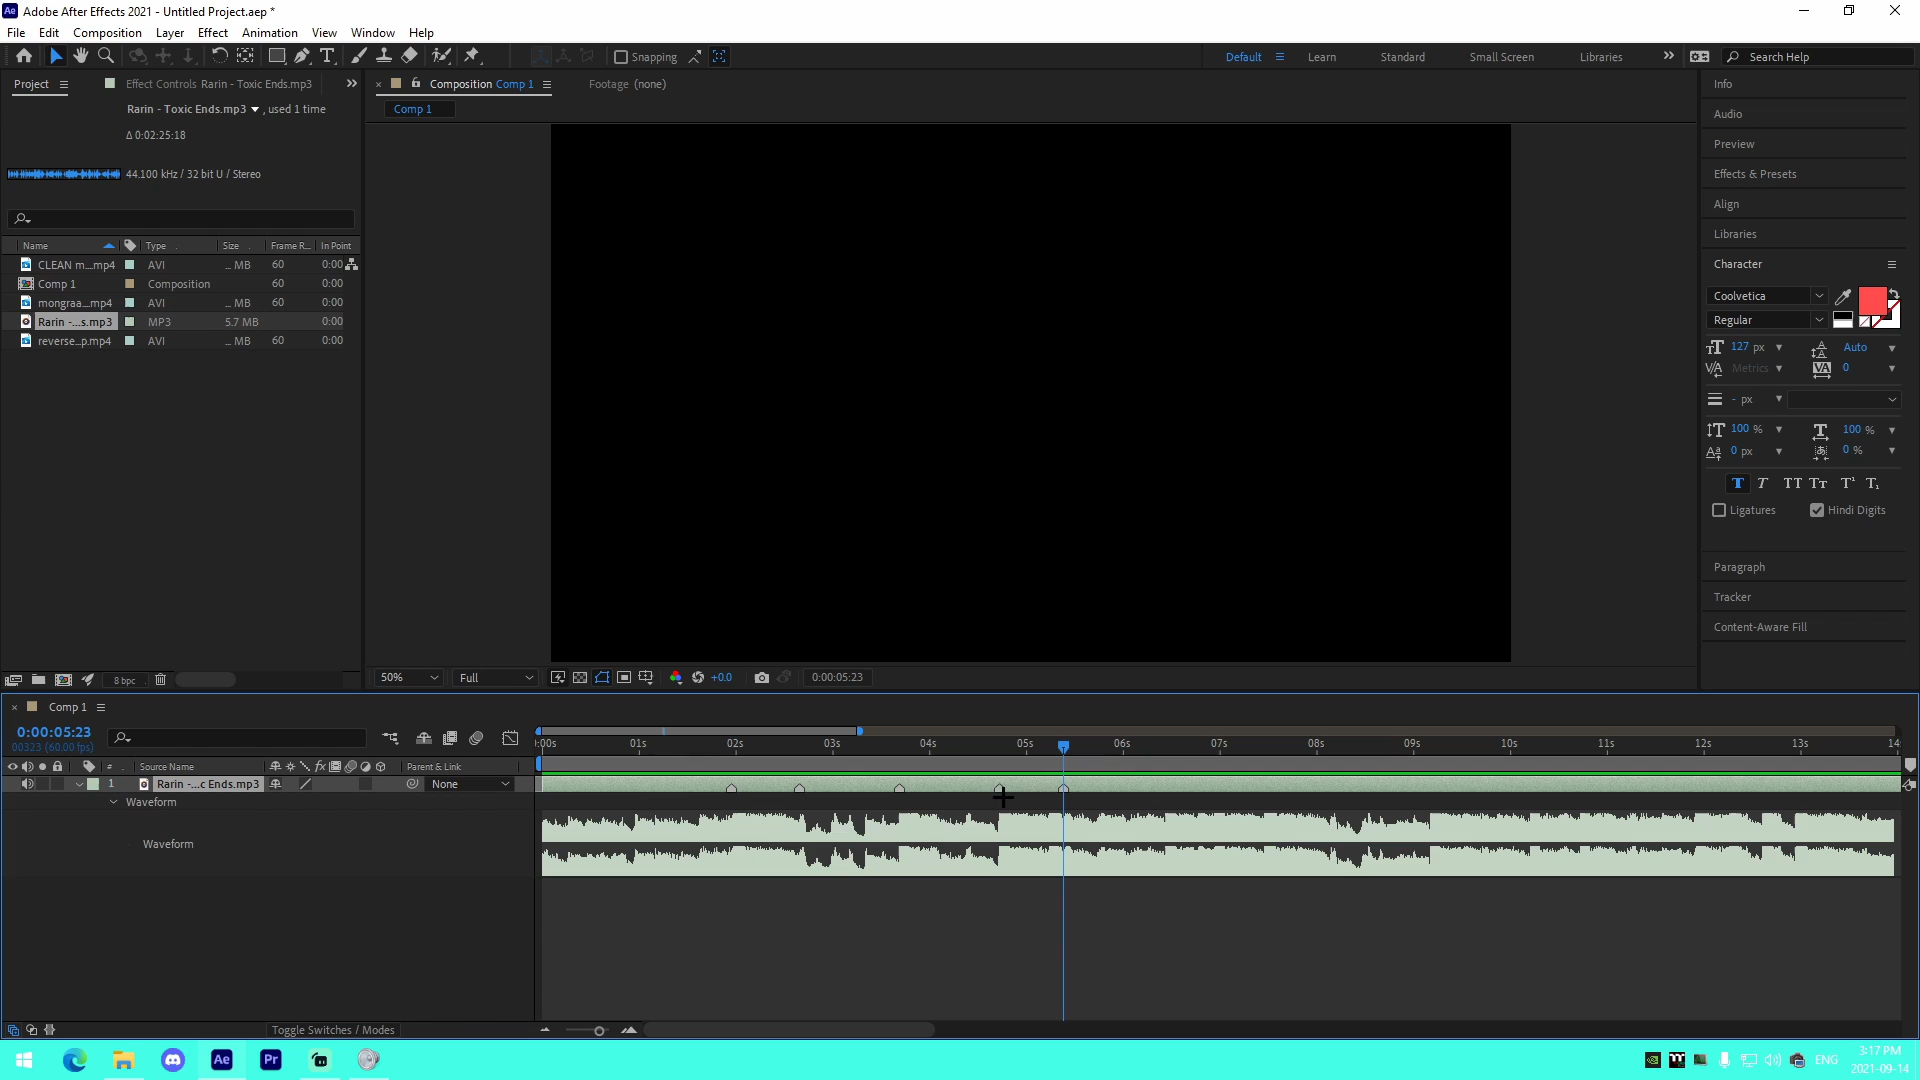 Adobe After Effects 2021 - Untitled Project.aep *
File Edit Composition Layer Effect Animation View Window Help
Snapping
Default Learn Standard Small Screen Libraries Search Help
Project Effect Controls Rarin - Toxic Ends.mp3
Rarin - Toxic Ends.mp3 , used 1 time
Δ 0:02:25:18
44.100 kHz / 32 bit U / Stereo
Name Type Size Frame R... In Point
CLEAN m...mp4 AVI ... MB 60 0:00
Comp 1 Composition 60 0:00
mongraa...mp4 AVI ... MB 60 0:00
Rarin -...s.mp3 MP3 5.7 MB 0:00
reverse...p.mp4 AVI ... MB 60 0:00
8 bpc
Composition Comp 1 Footage (none)
Comp 1
50% Full +0.0 0:00:05:23
Info
Audio
Preview
Effects & Presets
Align
Libraries
Character
Coolvetica
Regular
127 px Auto
Metrics 0
- px
100 % 100 %
0 px 0 %
T T TT Tt T¹ T₁
Ligatures Hindi Digits
Paragraph
Tracker
Content-Aware Fill
Comp 1
0:00:05:23
00323 (60.00 fps)
:00s 01s 02s 03s 04s 05s 06s 07s 08s 09s 10s 11s 12s 13s 14
# Source Name fx Parent & Link
1 Rarin -...c Ends.mp3 None
Waveform
Waveform
Toggle Switches / Modes
Ae Pr
ENG
3:17 PM
2021-09-14